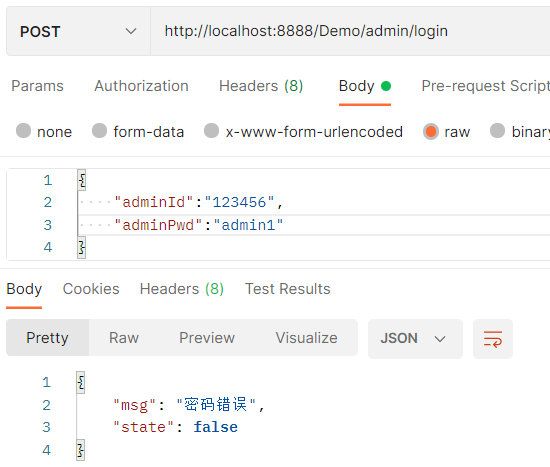 POST http://localhost:8888/Demo/admin/login
Params Authorization Headers (8) Body Pre-request Script
none form-data x-www-form-urlencoded raw binary
1 {
2 ····"adminId":"123456",
3 ····"adminPwd":"admin1"
4 }
Body Cookies Headers (8) Test Results
Pretty Raw Preview Visualize JSON
1 {
2 "msg": "密码错误",
3 "state": false
4 }